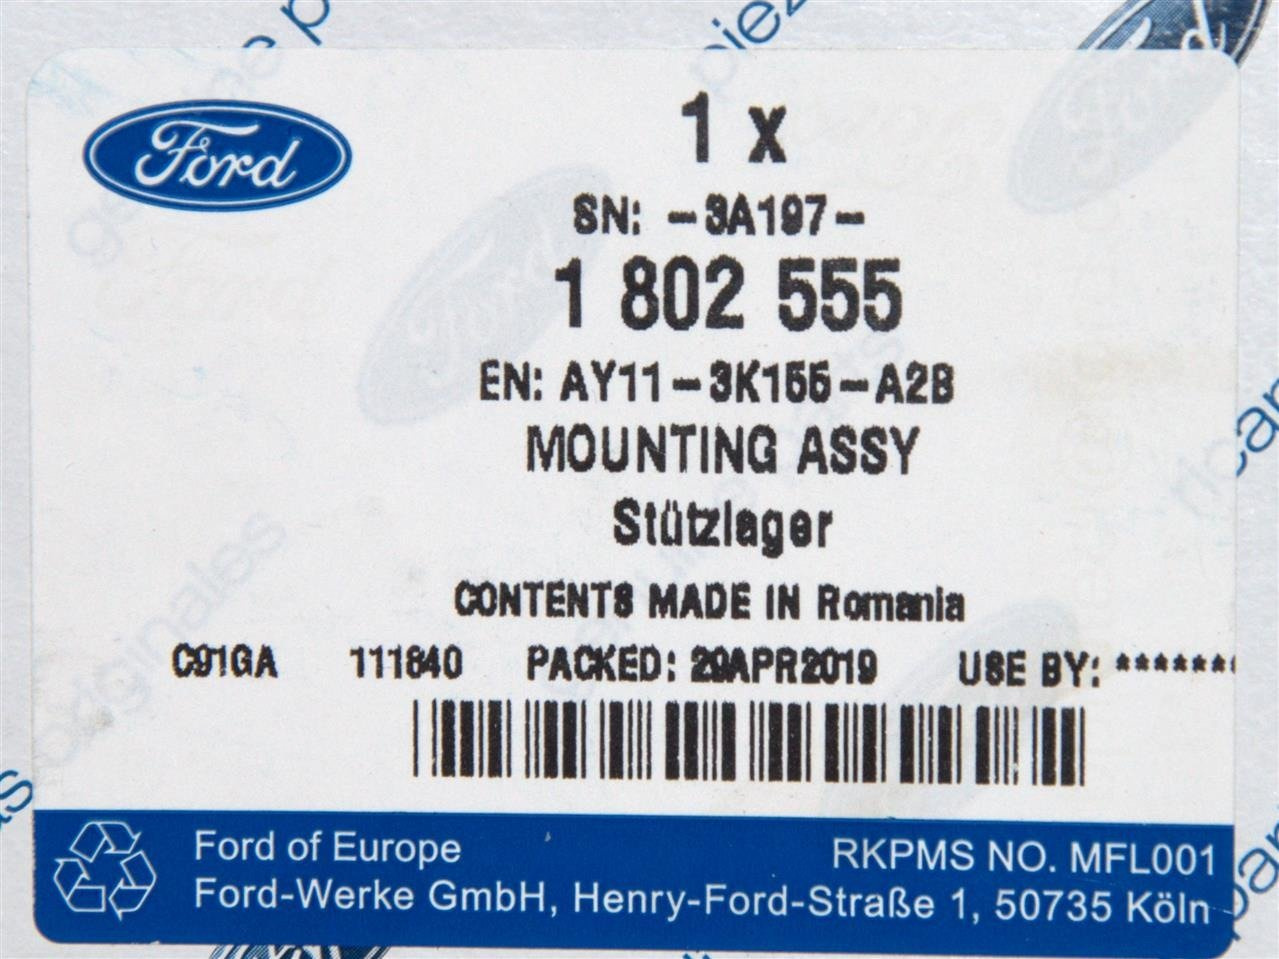 Ford
1 x
SN: -3A197-
1 802 555
EN: AY11-3K155-A2B
MOUNTING ASSY
Stützlager
CONTENTS MADE IN Romania
C91GA 111840 PACKED: 29APR2019 USE BY: *******
Ford of Europe
Ford-Werke GmbH, Henry-Ford-Straße 1, 50735 Köln
RKPMS NO. MFL001